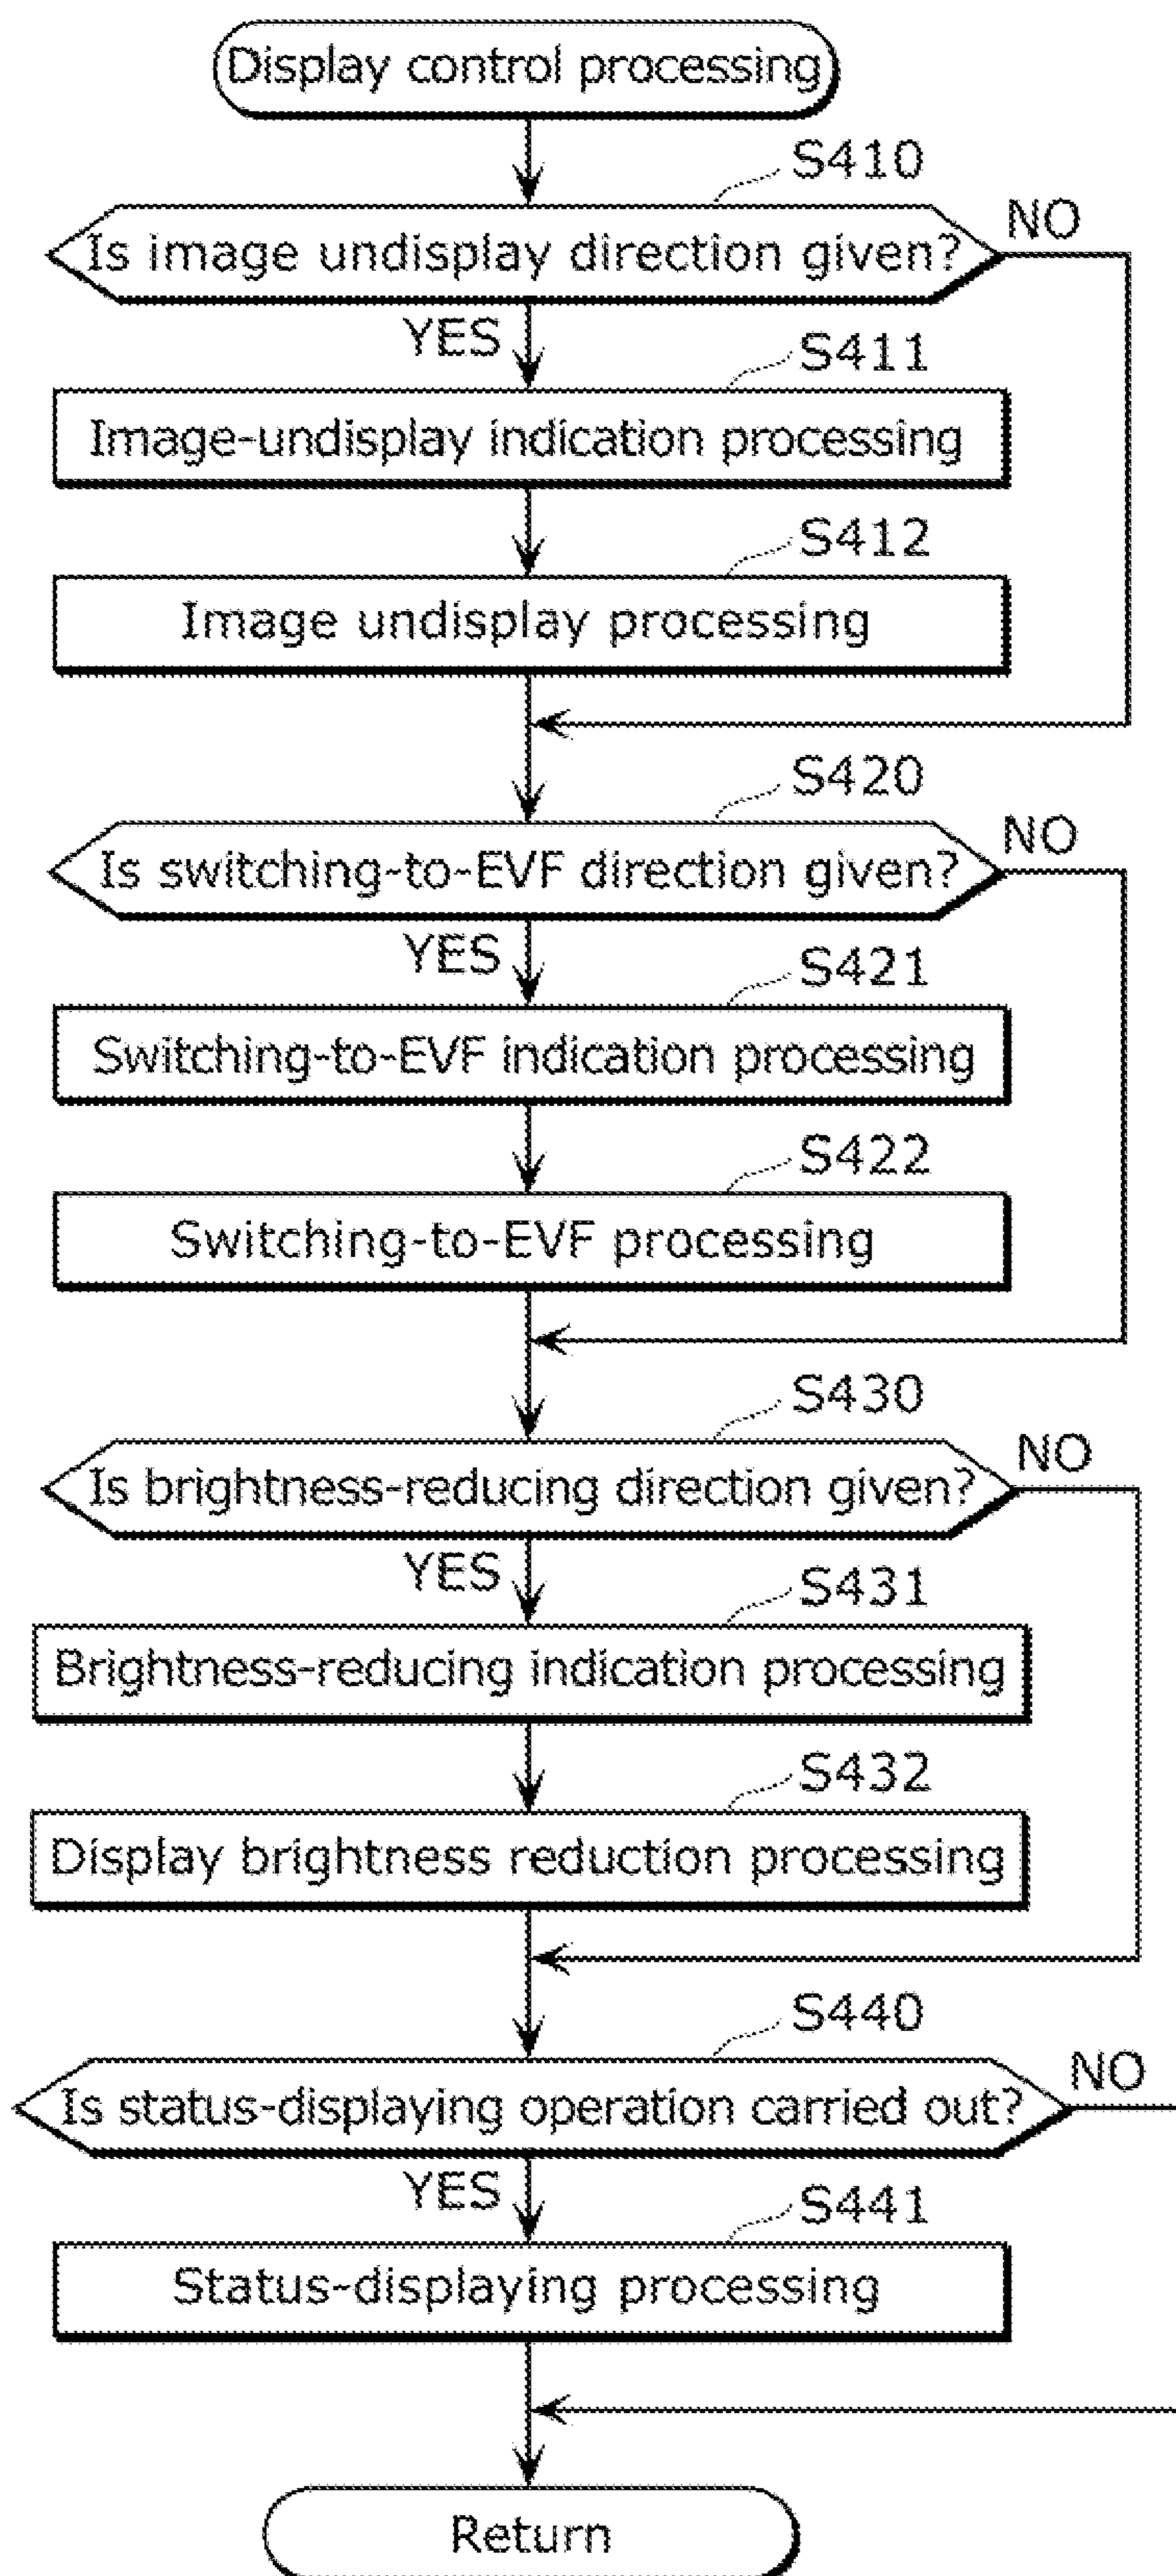 Display control processing
S410
Is image undisplay direction given?
NO
YES
S411
Image-undisplay indication processing
S412
Image undisplay processing
S420
Is switching-to-EVF direction given?
NO
YES
S421
Switching-to-EVF indication processing
S422
Switching-to-EVF processing
S430
Is brightness-reducing direction given?
NO
YES
S431
Brightness-reducing indication processing
S432
Display brightness reduction processing
S440
Is status-displaying operation carried out?
NO
YES
S441
Status-displaying processing
Return